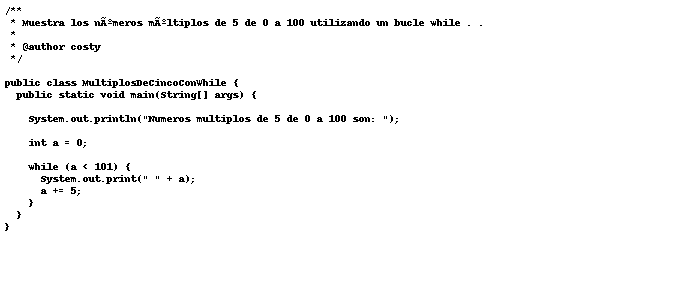 /**
 * Muestra los nÃºmeros mÃºltiplos de 5 de 0 a 100 utilizando un bucle while . .
 *
 * @author costy
 */
public class MultiplosDeCincoConWhile {
  public static void main(String[] args) {
    System.out.println("Numeros multiplos de 5 de 0 a 100 son: ");
    int a = 0;
    while (a < 101) {
      System.out.print(" " + a);
      a += 5;
    }
  }
}